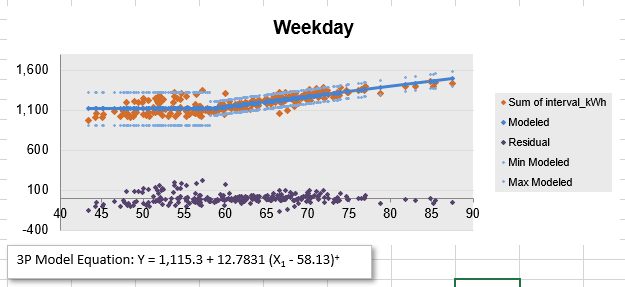 Weekday
1,600
1,100
600
100
-400
40 45 50 55 60 65 70 75 80 85 90
Sum of interval_kWh
Modeled
Residual
Min Modeled
Max Modeled
3P Model Equation: Y = 1,115.3 + 12.7831 (X₁ - 58.13)⁺